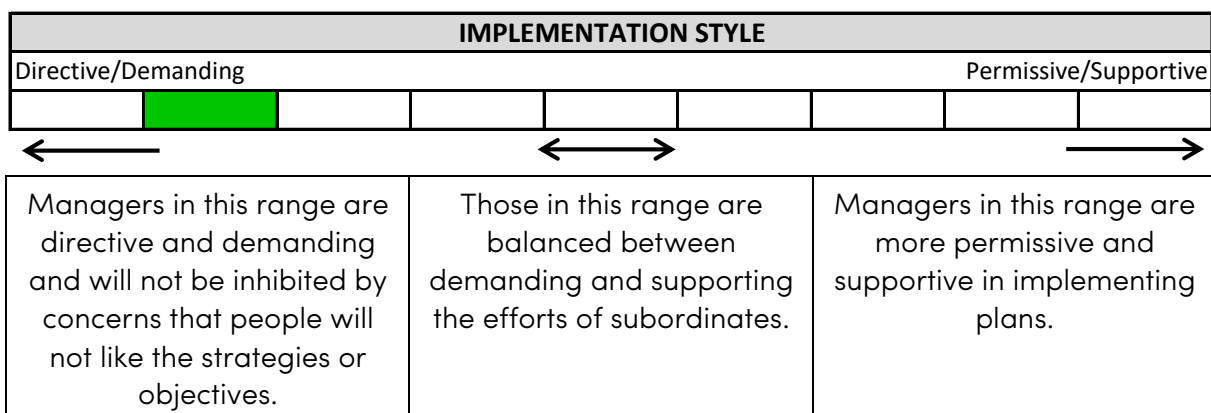 IMPLEMENTATION STYLE
Directive/Demanding
Permissive/Supportive
Managers in this range are
directive and demanding
and will not be inhibited by
concerns that people will
not like the strategies or
objectives.
Those in this range are
balanced between
demanding and supporting
the efforts of subordinates.
Managers in this range are
more permissive and
supportive in implementing
plans.